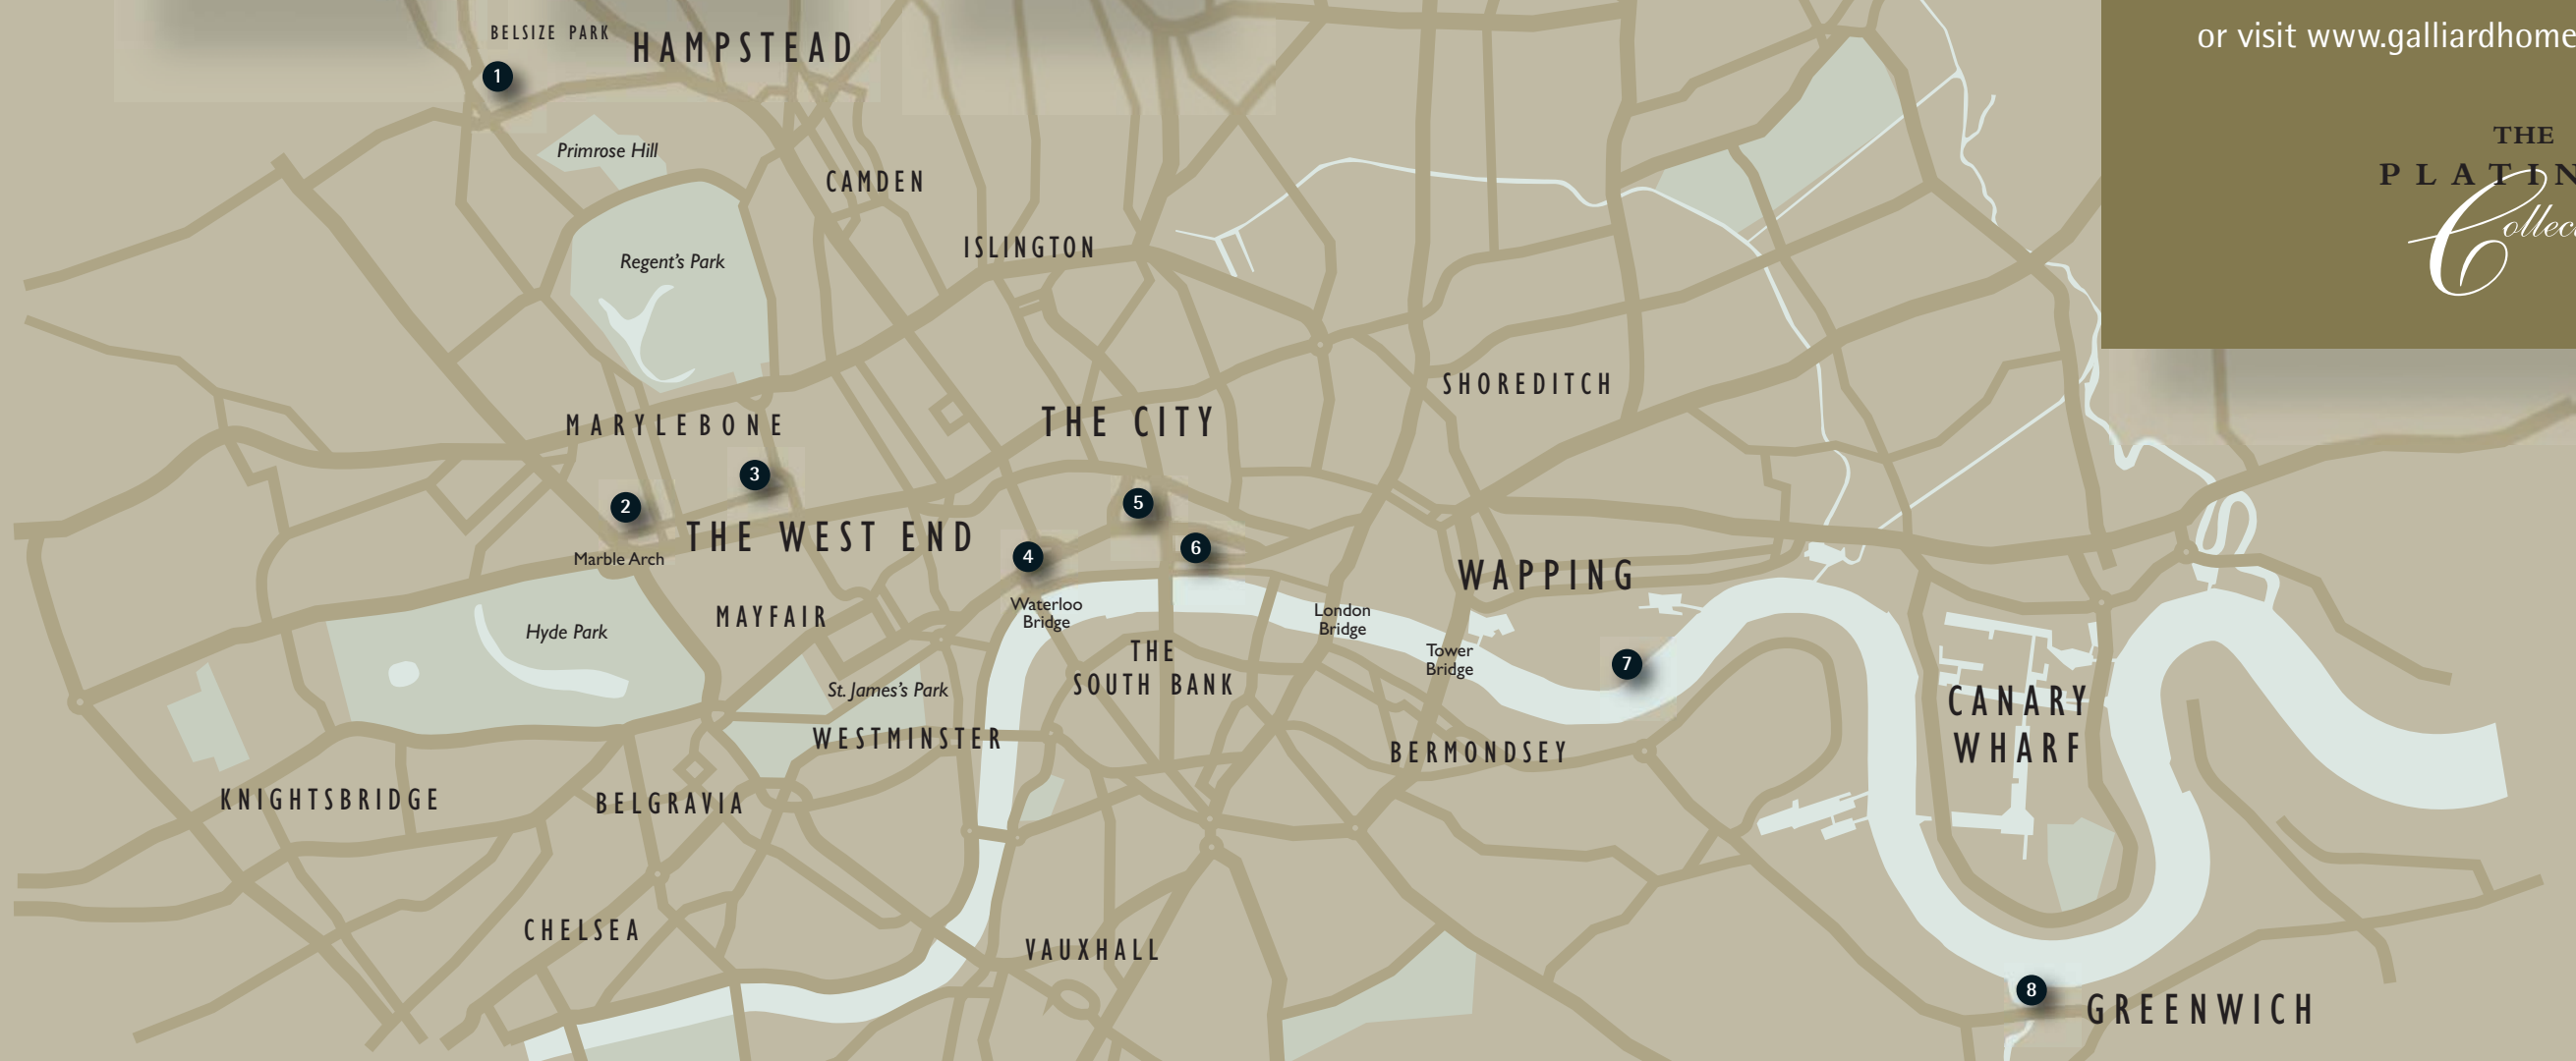 BELSIZE PARK
HAMPSTEAD
or visit www.galliardhome
1
THE
Primrose Hill
PLATIN
CAMDEN
Collec
ISLINGTON
Regent's Park
SHOREDITCH
MARYLEBONE
THE CITY
3
2
5
THE WEST END
Marble Arch
4
6
WAPPING
Waterloo
Bridge
London
Bridge
MAYFAIR
Hyde Park
THE
SOUTH BANK
Tower
Bridge
7
St. James's Park
CANARY
WHARF
WESTMINSTER
BERMONDSEY
KNIGHTSBRIDGE
BELGRAVIA
CHELSEA
VAUXHALL
8
GREENWICH